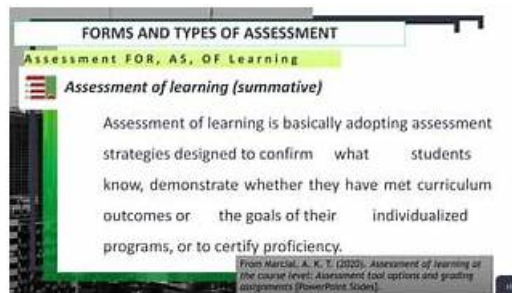 FORMS AND TYPES OF ASSESSMENT
Assessment FOR, AS, OF Learning
Assessment of learning (summative)
Assessment of learning is basically adopting assessment
strategies designed to confirm what students
know, demonstrate whether they have met curriculum
outcomes or the goals of their individualized
programs, or to certify proficiency.
From Marcial, A. K. T. (2020). Assessment of learning at
the course level: Assessment tool options and grading
assignments [PowerPoint Slides].